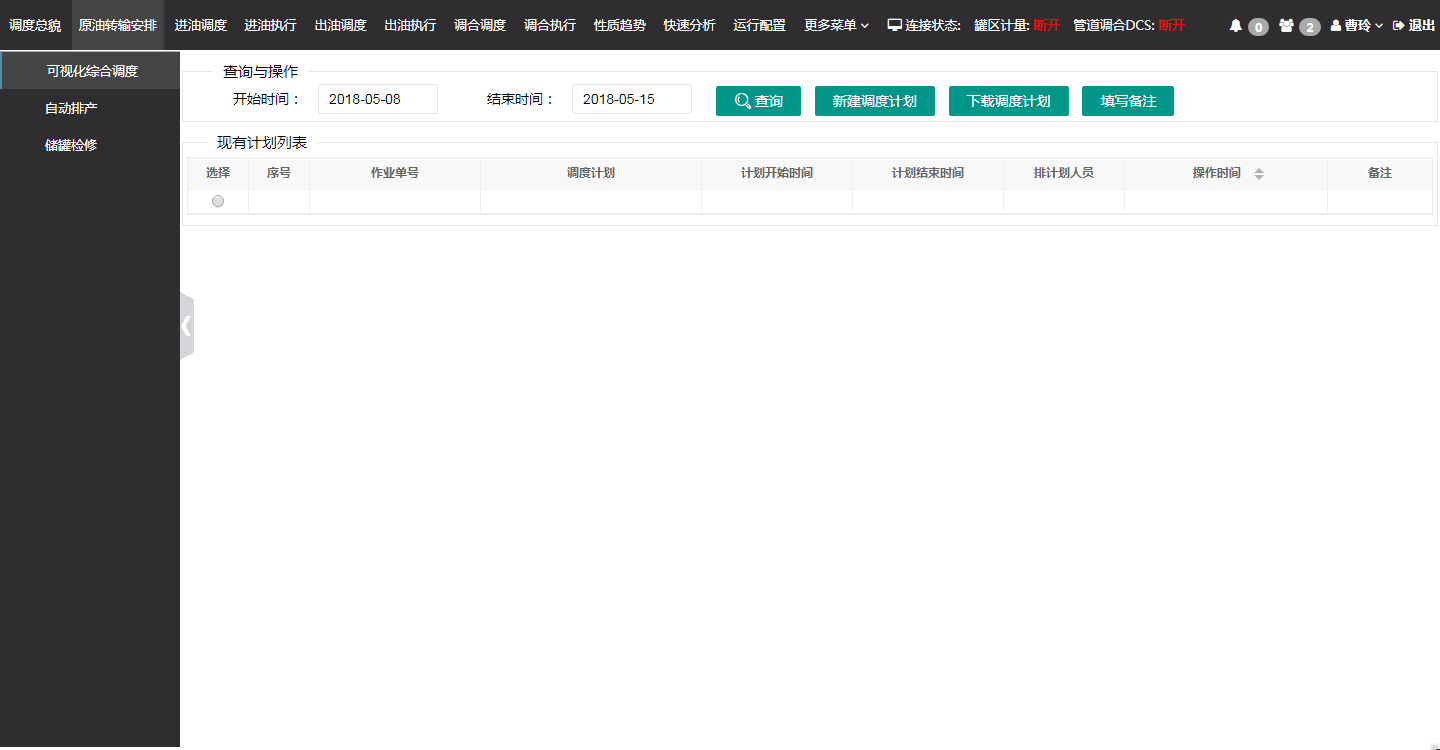 调度总貌 原油转输安排 进油调度 进油执行 出油调度 出油执行 调合调度 调合执行 性质趋势 快速分析 运行配置 更多菜单 连接状态: 罐区计量: 断开 管道调合DCS: 断开 0 2 曹玲 退出
可视化综合调度
自动排产
储罐检修
查询与操作
开始时间： 2018-05-08 结束时间： 2018-05-15 查询 新建调度计划 下载调度计划 填写备注
现有计划列表
选择 序号 作业单号 调度计划 计划开始时间 计划结束时间 排计划人员 操作时间 备注